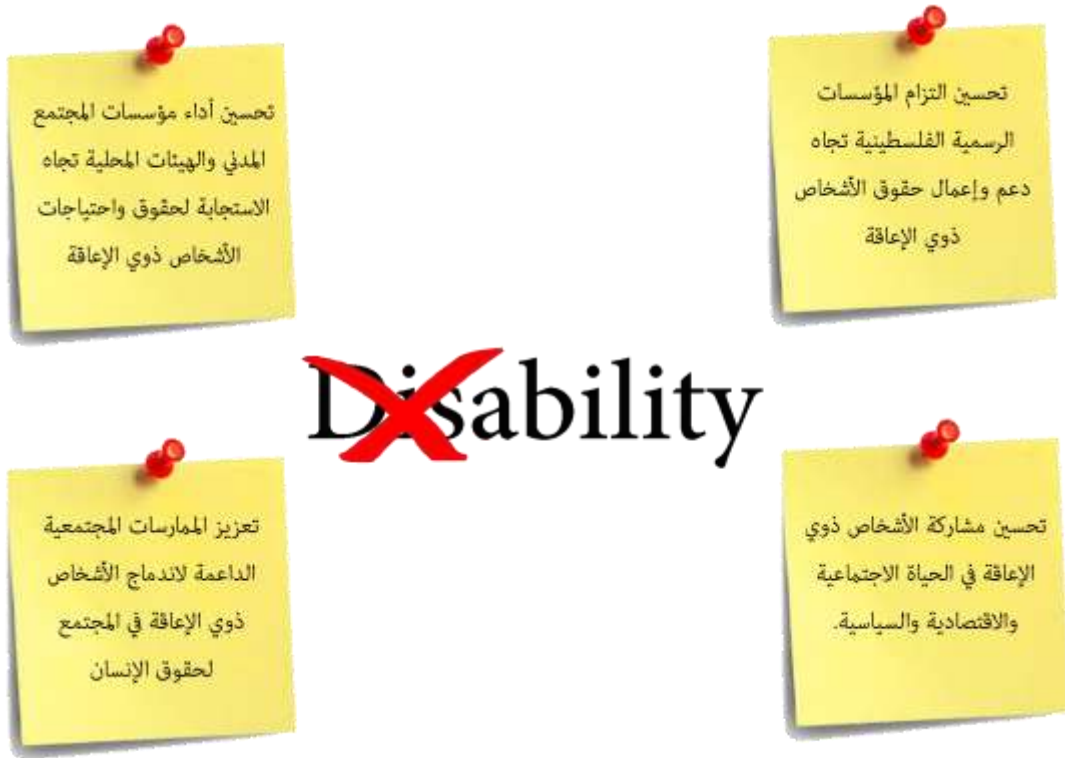 تحسين التزام المؤسسات
الرسمية الفلسطينية تجاه
دعم وإعمال حقوق الأشخاص
ذوي الإعاقة
تحسين أداء مؤسسات المجتمع
المدني والهيئات المحلية تجاه
الاستجابة لحقوق واحتياجات
الأشخاص ذوي الإعاقة
Disability
تحسين مشاركة الأشخاص ذوي
الإعاقة في الحياة الاجتماعية
والاقتصادية والسياسية.
تعزيز الممارسات المجتمعية
الداعمة لاندماج الأشخاص
ذوي الإعاقة في المجتمع
لحقوق الإنسان